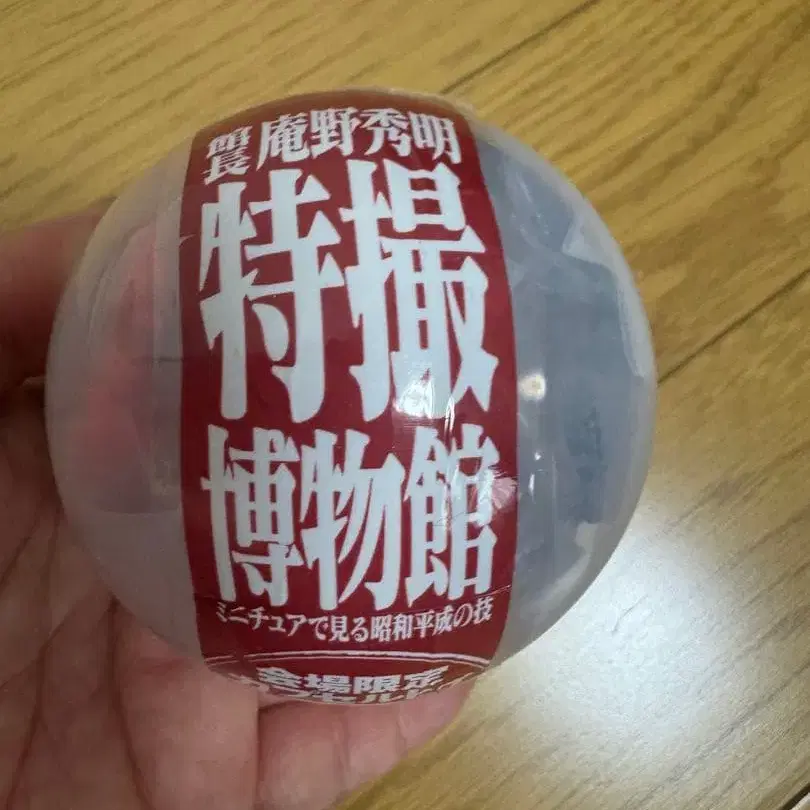 館長 庵野秀明
特撮
博物館
ミニチュアで見る昭和平成の技
会場限定